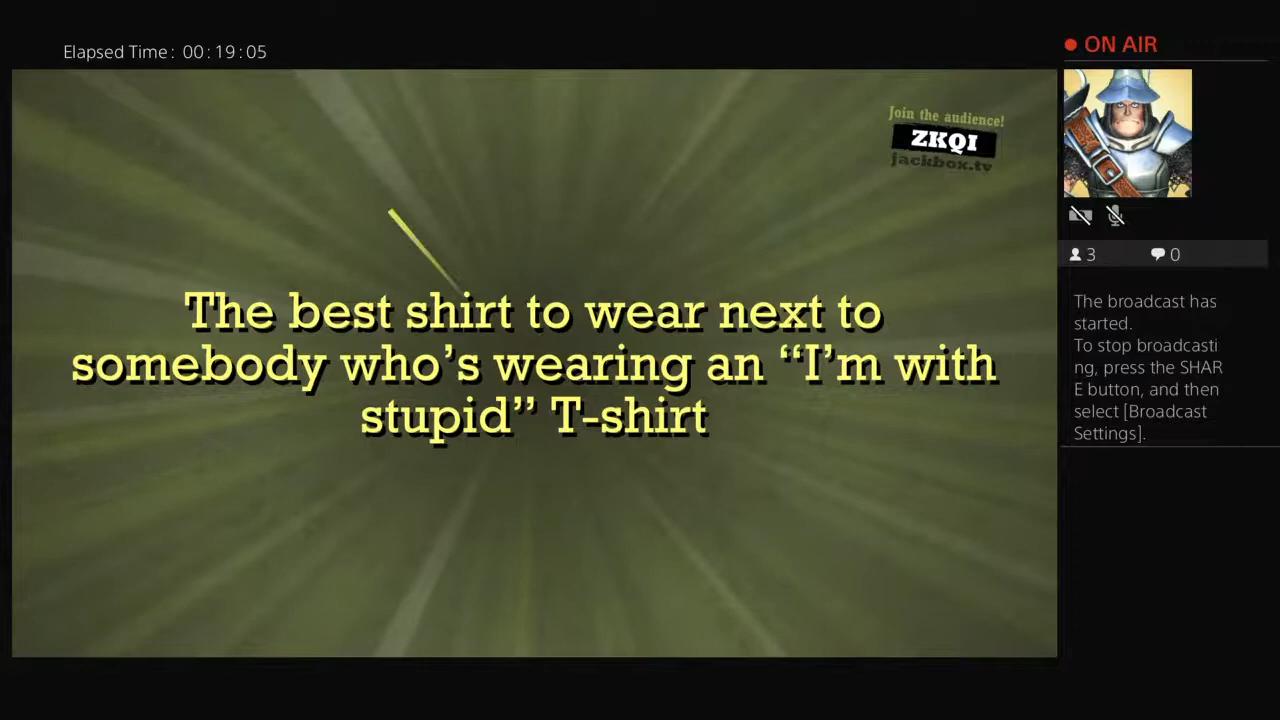 Elapsed Time: 00:19:05
ON AIR
Join the audience!
ZKQI
jackbox.tv
The best shirt to wear next to
somebody who’s wearing an “I’m with
stupid” T-shirt
3
0
The broadcast has
started.
To stop broadcasti
ng, press the SHAR
E button, and then
select [Broadcast
Settings].